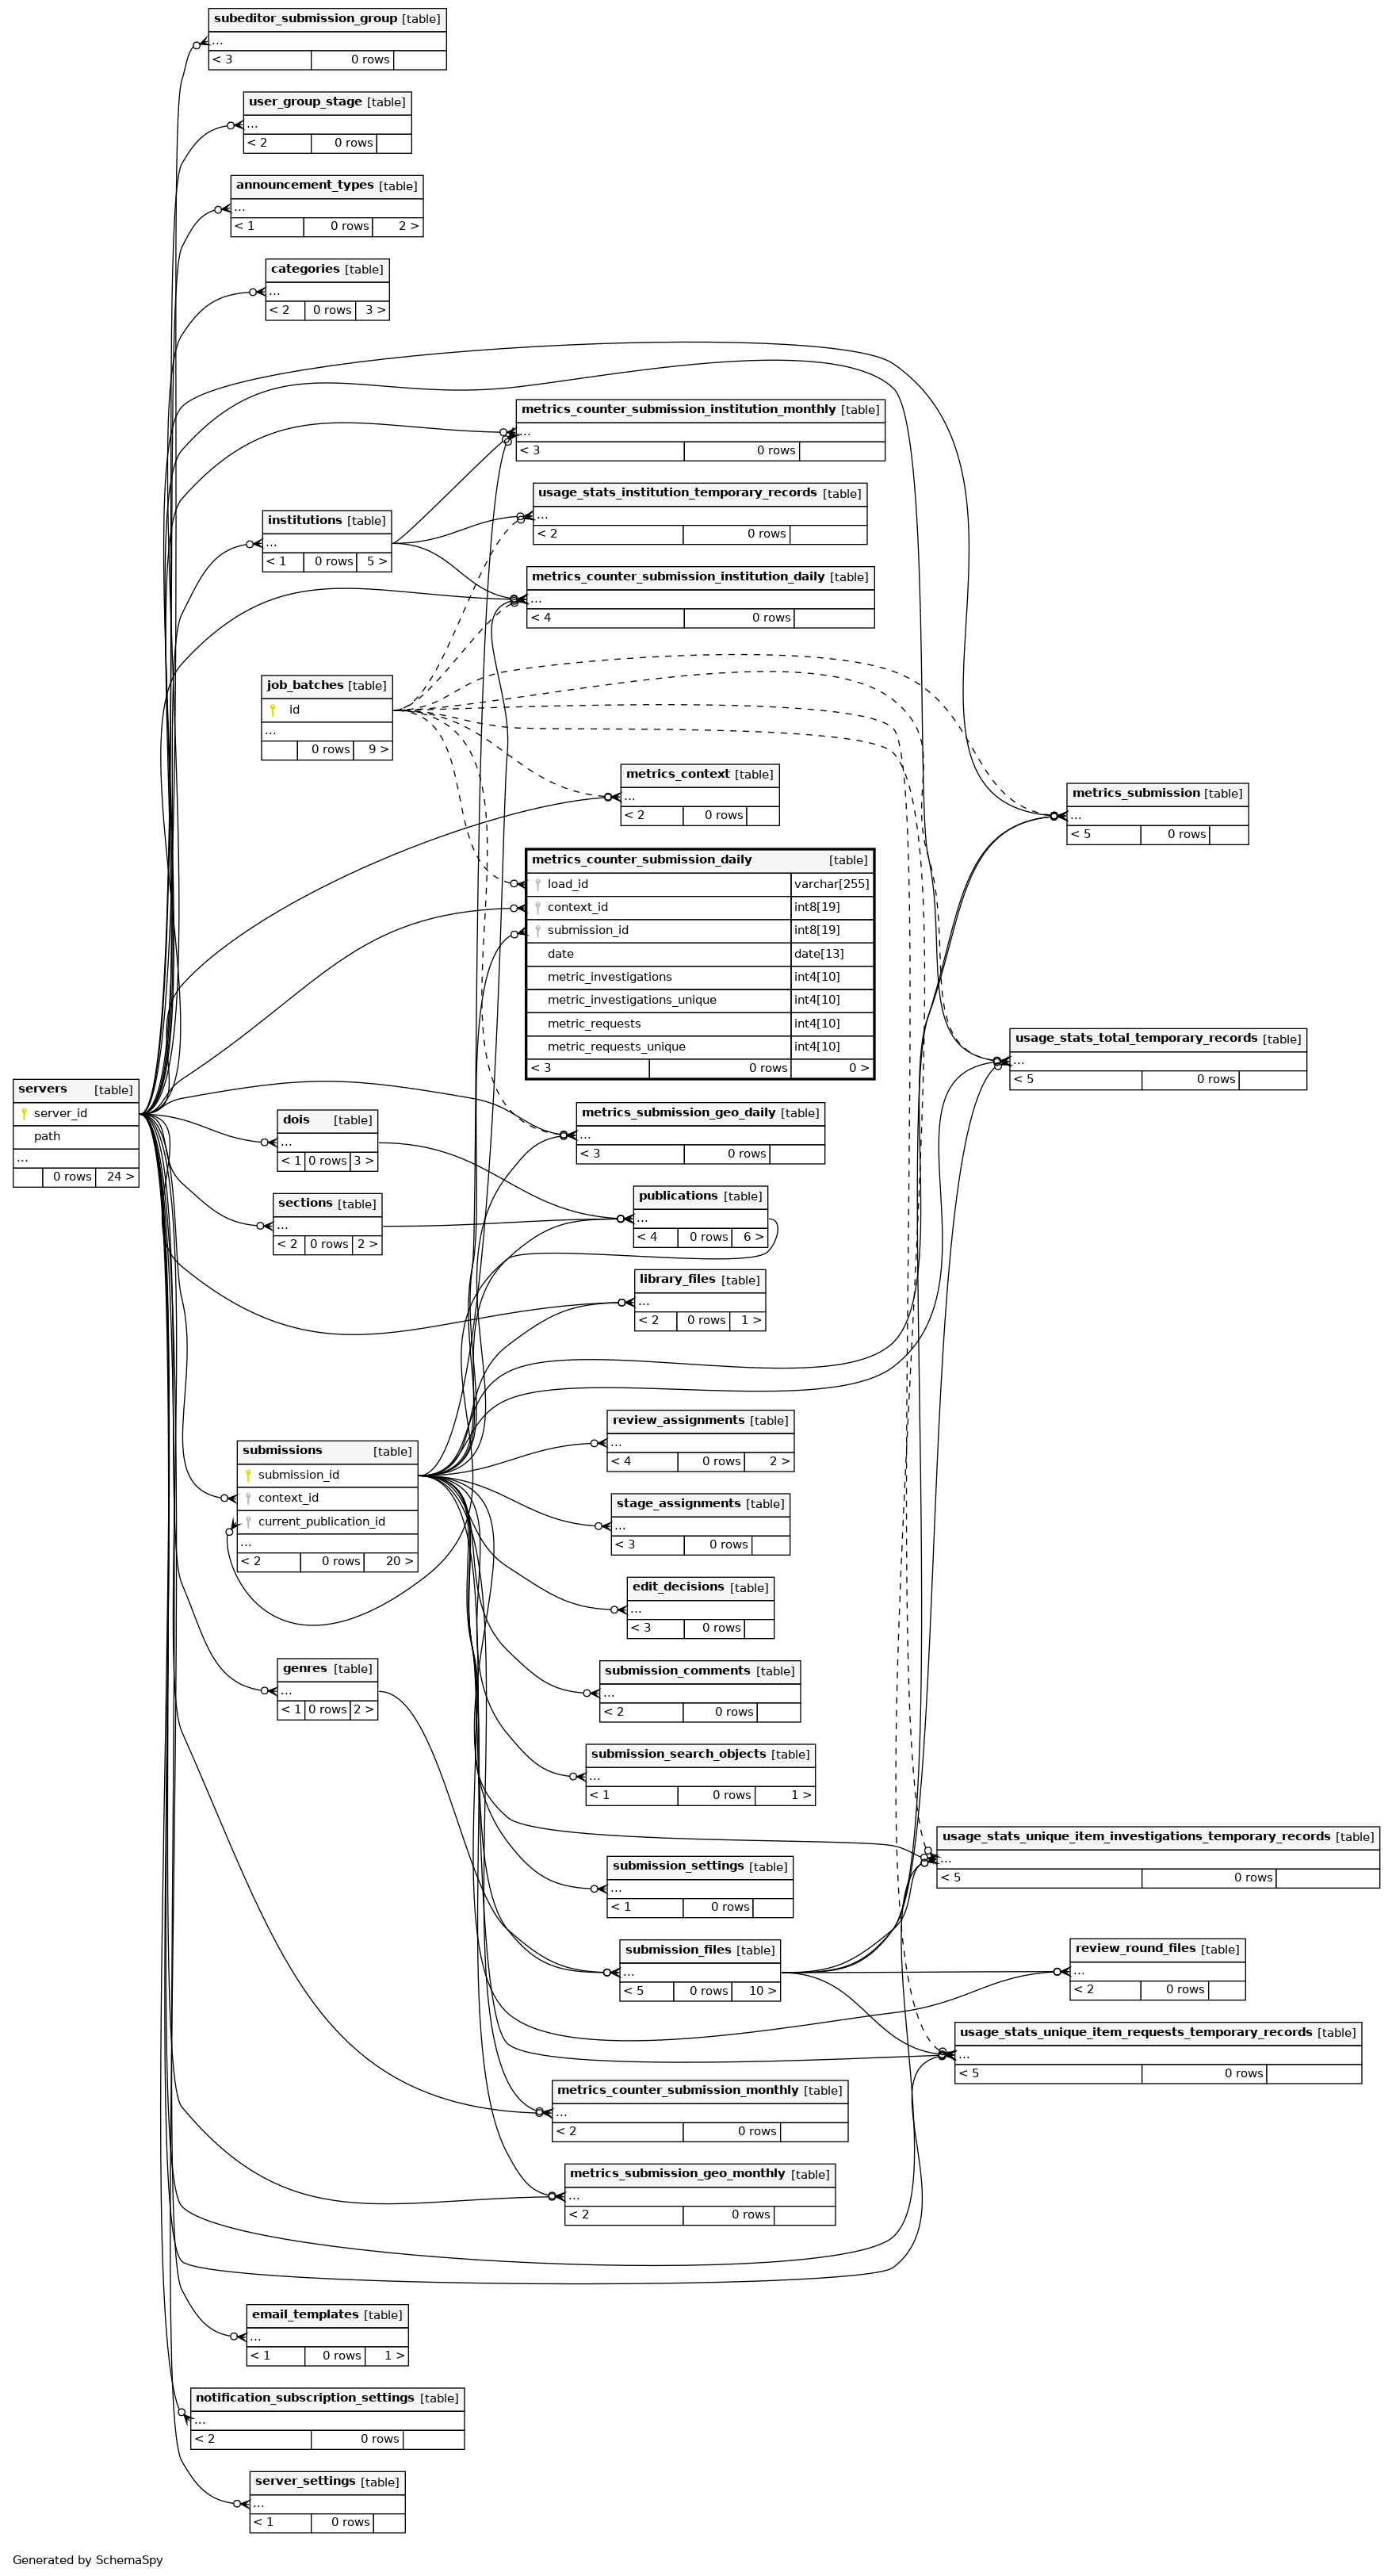 subeditor_submission_group [table]
...
< 3 0 rows
user_group_stage [table]
...
< 2 0 rows
announcement_types [table]
...
< 1 0 rows 2 >
categories [table]
...
< 2 0 rows 3 >
metrics_counter_submission_institution_monthly [table]
...
< 3 0 rows
usage_stats_institution_temporary_records [table]
...
< 2 0 rows
institutions [table]
...
< 1 0 rows 5 >
metrics_counter_submission_institution_daily [table]
...
< 4 0 rows
job_batches [table]
id
...
0 rows 9 >
metrics_context [table]
...
< 2 0 rows
metrics_submission [table]
...
< 5 0 rows
metrics_counter_submission_daily [table]
load_id varchar[255]
context_id int8[19]
submission_id int8[19]
date date[13]
metric_investigations int4[10]
metric_investigations_unique int4[10]
metric_requests int4[10]
metric_requests_unique int4[10]
< 3 0 rows 0 >
usage_stats_total_temporary_records [table]
...
< 5 0 rows
servers [table]
server_id
path
...
0 rows 24 >
dois [table]
...
< 1 0 rows 3 >
metrics_submission_geo_daily [table]
...
< 3 0 rows
sections [table]
...
< 2 0 rows 2 >
publications [table]
...
< 4 0 rows 6 >
library_files [table]
...
< 2 0 rows 1 >
review_assignments [table]
...
< 4 0 rows 2 >
submissions [table]
submission_id
context_id
current_publication_id
...
< 2 0 rows 20 >
stage_assignments [table]
...
< 3 0 rows
edit_decisions [table]
...
< 3 0 rows
genres [table]
...
< 1 0 rows 2 >
submission_comments [table]
...
< 2 0 rows
submission_search_objects [table]
...
< 1 0 rows 1 >
usage_stats_unique_item_investigations_temporary_records [table]
...
< 5 0 rows
submission_settings [table]
...
< 1 0 rows
submission_files [table]
...
< 5 0 rows 10 >
review_round_files [table]
...
< 2 0 rows
usage_stats_unique_item_requests_temporary_records [table]
...
< 5 0 rows
metrics_counter_submission_monthly [table]
...
< 2 0 rows
metrics_submission_geo_monthly [table]
...
< 2 0 rows
email_templates [table]
...
< 1 0 rows 1 >
notification_subscription_settings [table]
...
< 2 0 rows
server_settings [table]
...
< 1 0 rows
Generated by SchemaSpy